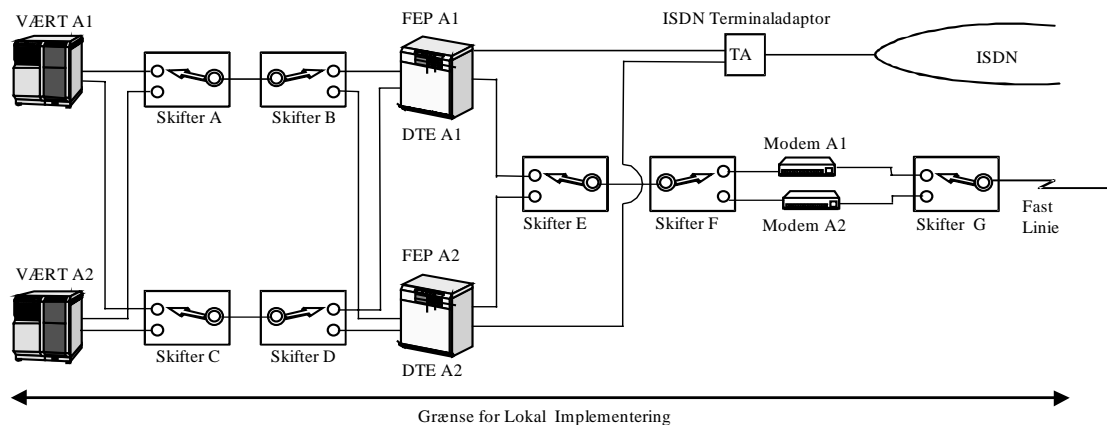 VÆRT A1
FEP A1
ISDN Terminaladaptor
TA
ISDN
Skifter A
Skifter B
DTE A1
Modem A1
Skifter E
Skifter F
Modem A2
Skifter G
Fast
Linie
VÆRT A2
FEP A2
Skifter C
Skifter D
DTE A2
Grænse for Lokal Implementering